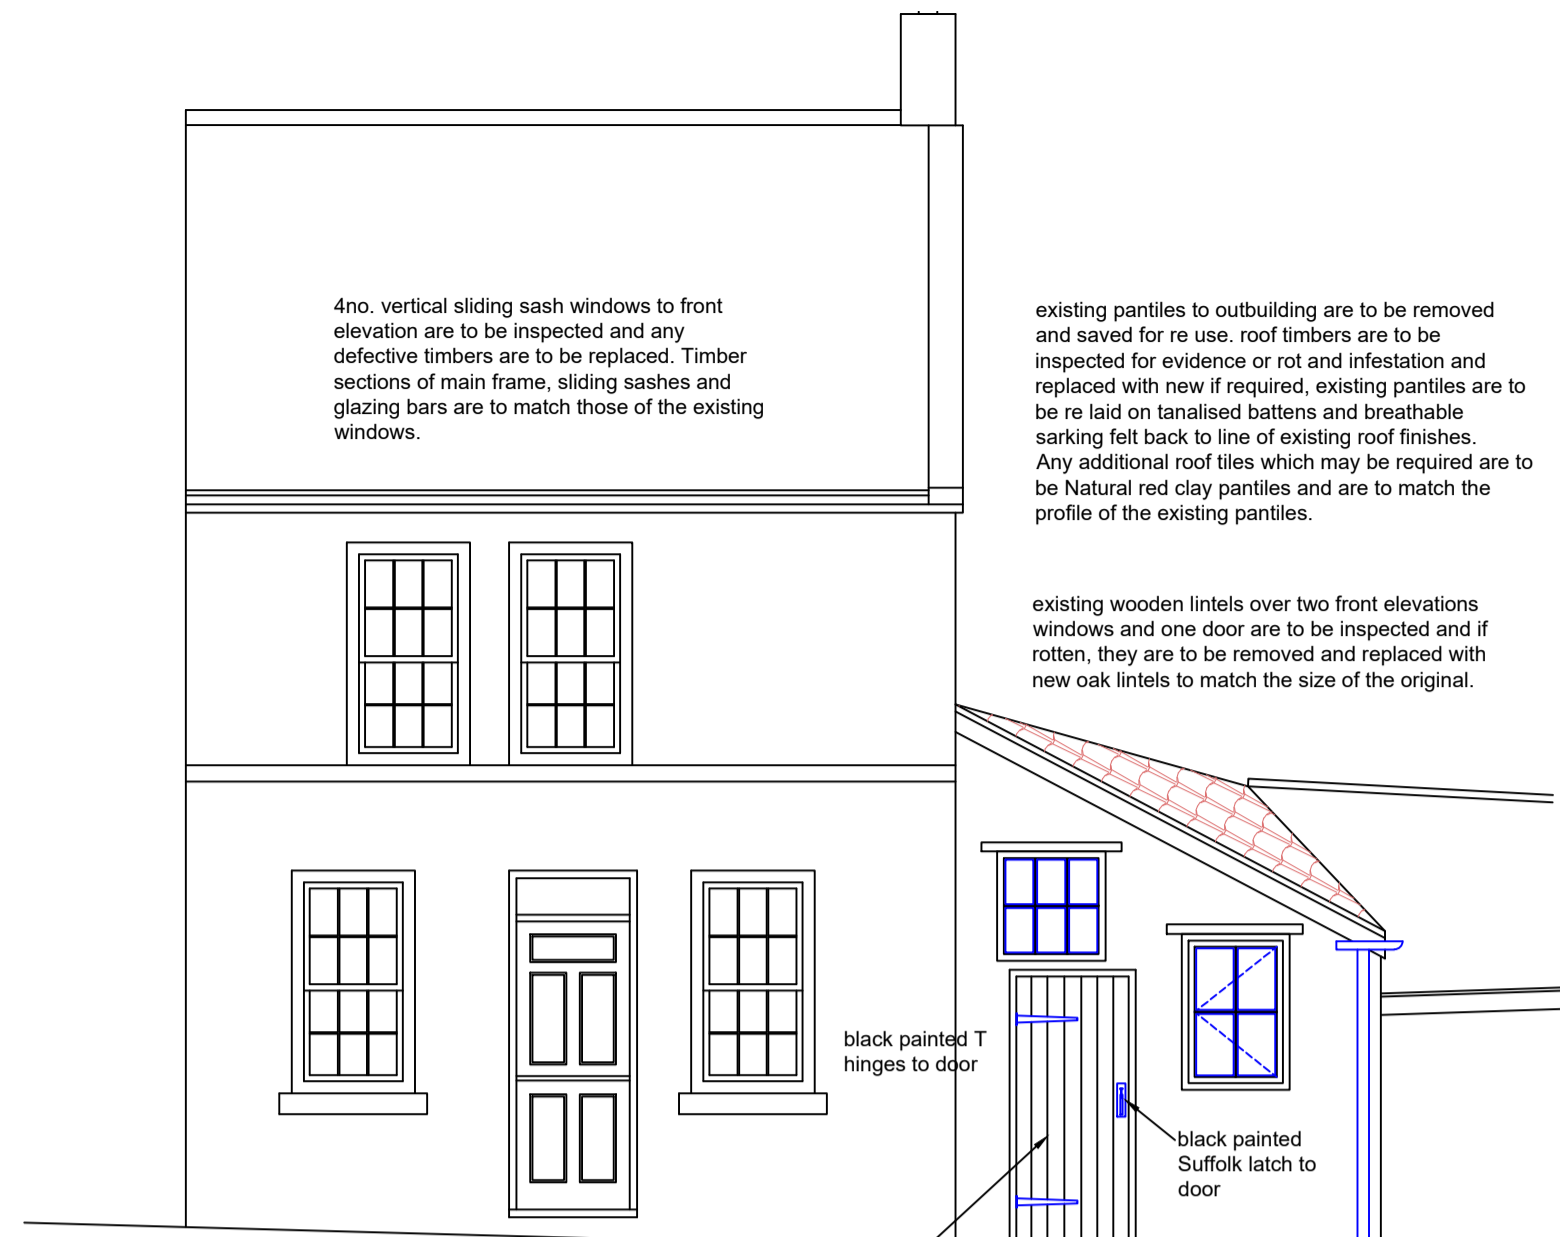 4no. vertical sliding sash windows to front
elevation are to be inspected and any
defective timbers are to be replaced. Timber
sections of main frame, sliding sashes and
glazing bars are to match those of the existing
windows.
existing pantiles to outbuilding are to be removed
and saved for re use. roof timbers are to be
inspected for evidence or rot and infestation and
replaced with new if required, existing pantiles are to
be re laid on tanalised battens and breathable
sarking felt back to line of existing roof finishes.
Any additional roof tiles which may be required are to
be Natural red clay pantiles and are to match the
profile of the existing pantiles.
existing wooden lintels over two front elevations
windows and one door are to be inspected and if
rotten, they are to be removed and replaced with
new oak lintels to match the size of the original.
black painted T
hinges to door
black painted
Suffolk latch to
door